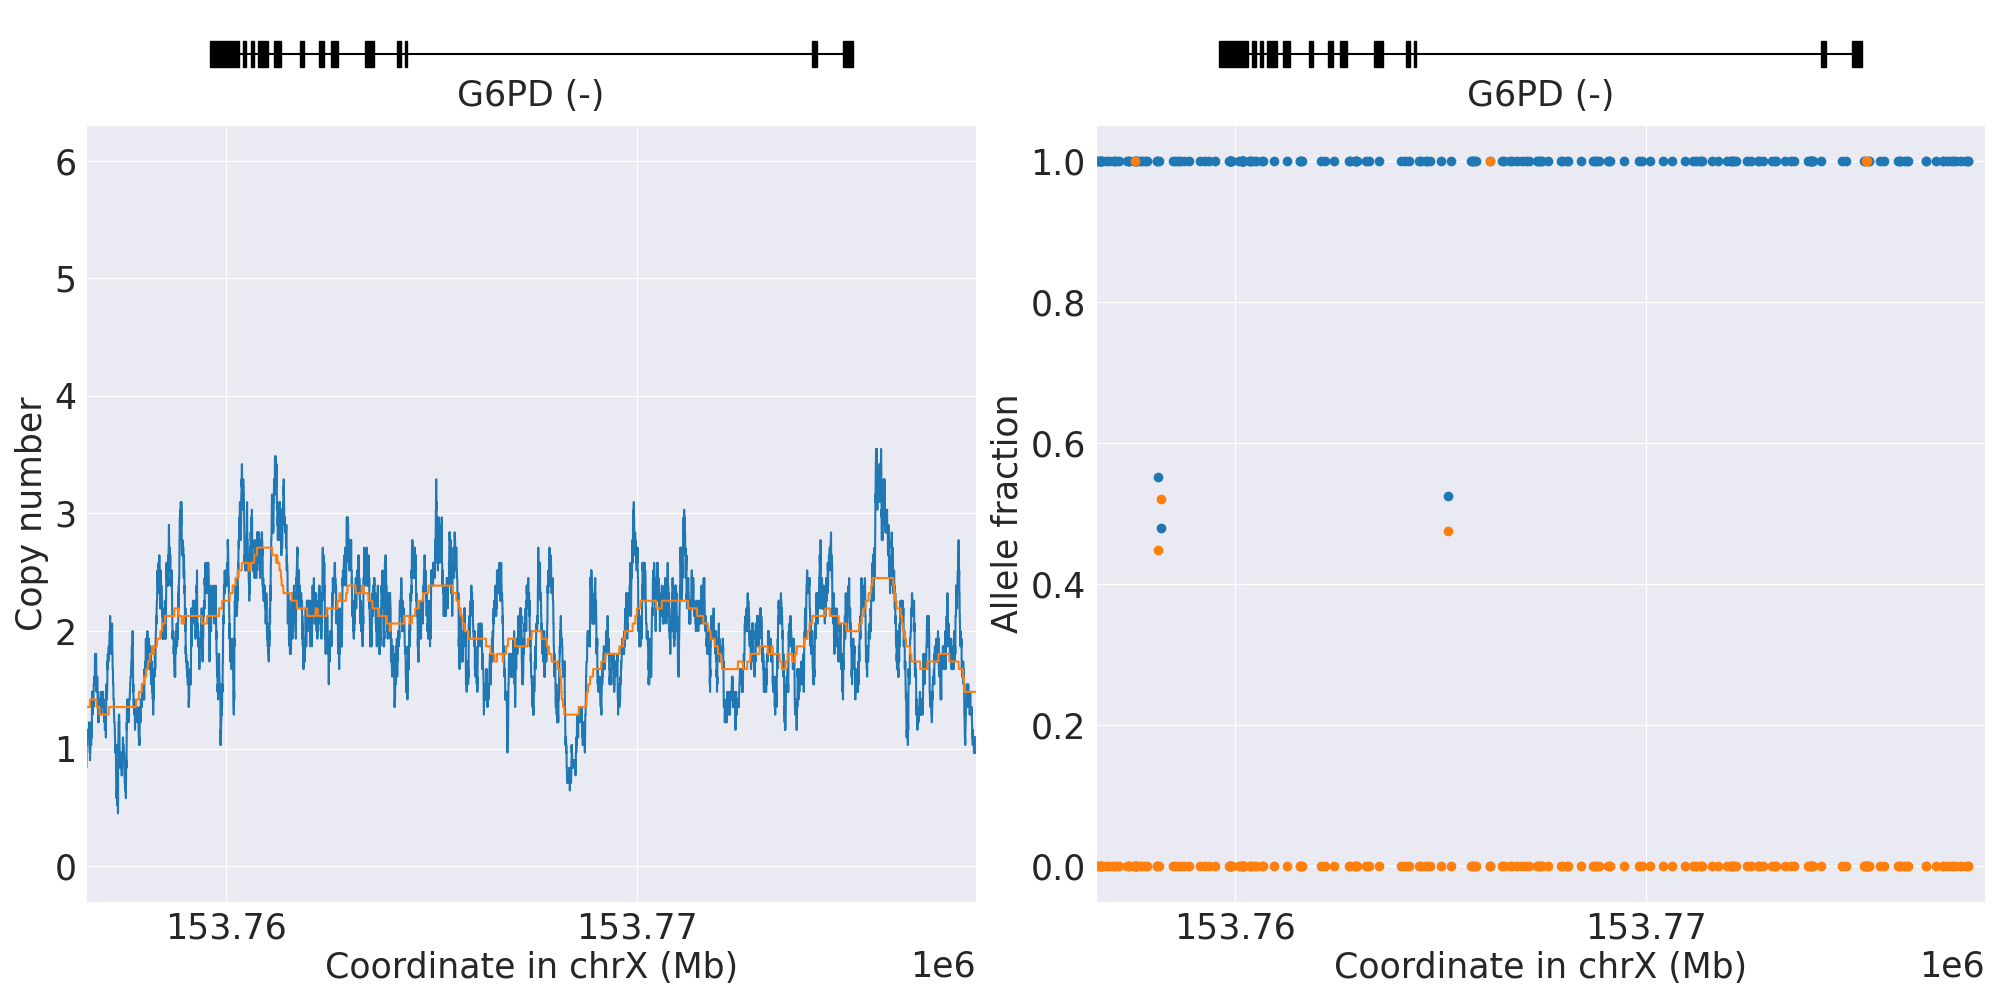 G6PD (-)
6
5
4
3
2
1
0
Copy number
153.76
153.77
Coordinate in chrX (Mb)
1e6
G6PD (-)
1.0
0.8
0.6
0.4
0.2
0.0
Allele fraction
153.76
153.77
Coordinate in chrX (Mb)
1e6